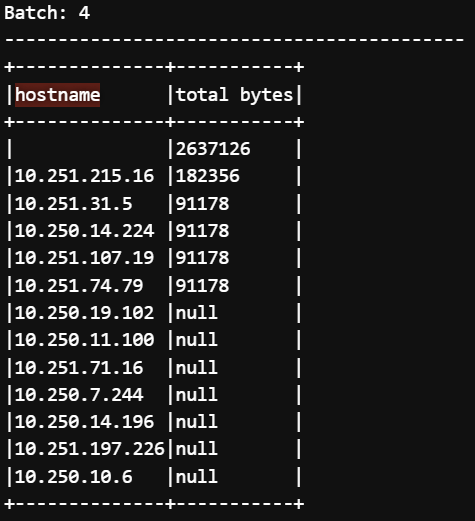 Batch: 4
-------------------------------------------
+--------------+-----------+
|hostname      |total bytes|
+--------------+-----------+
|              |2637126    |
|10.251.215.16 |182356     |
|10.251.31.5   |91178      |
|10.250.14.224 |91178      |
|10.251.107.19 |91178      |
|10.251.74.79  |91178      |
|10.250.19.102 |null       |
|10.250.11.100 |null       |
|10.251.71.16  |null       |
|10.250.7.244  |null       |
|10.250.14.196 |null       |
|10.251.197.226|null       |
|10.250.10.6   |null       |
+--------------+-----------+